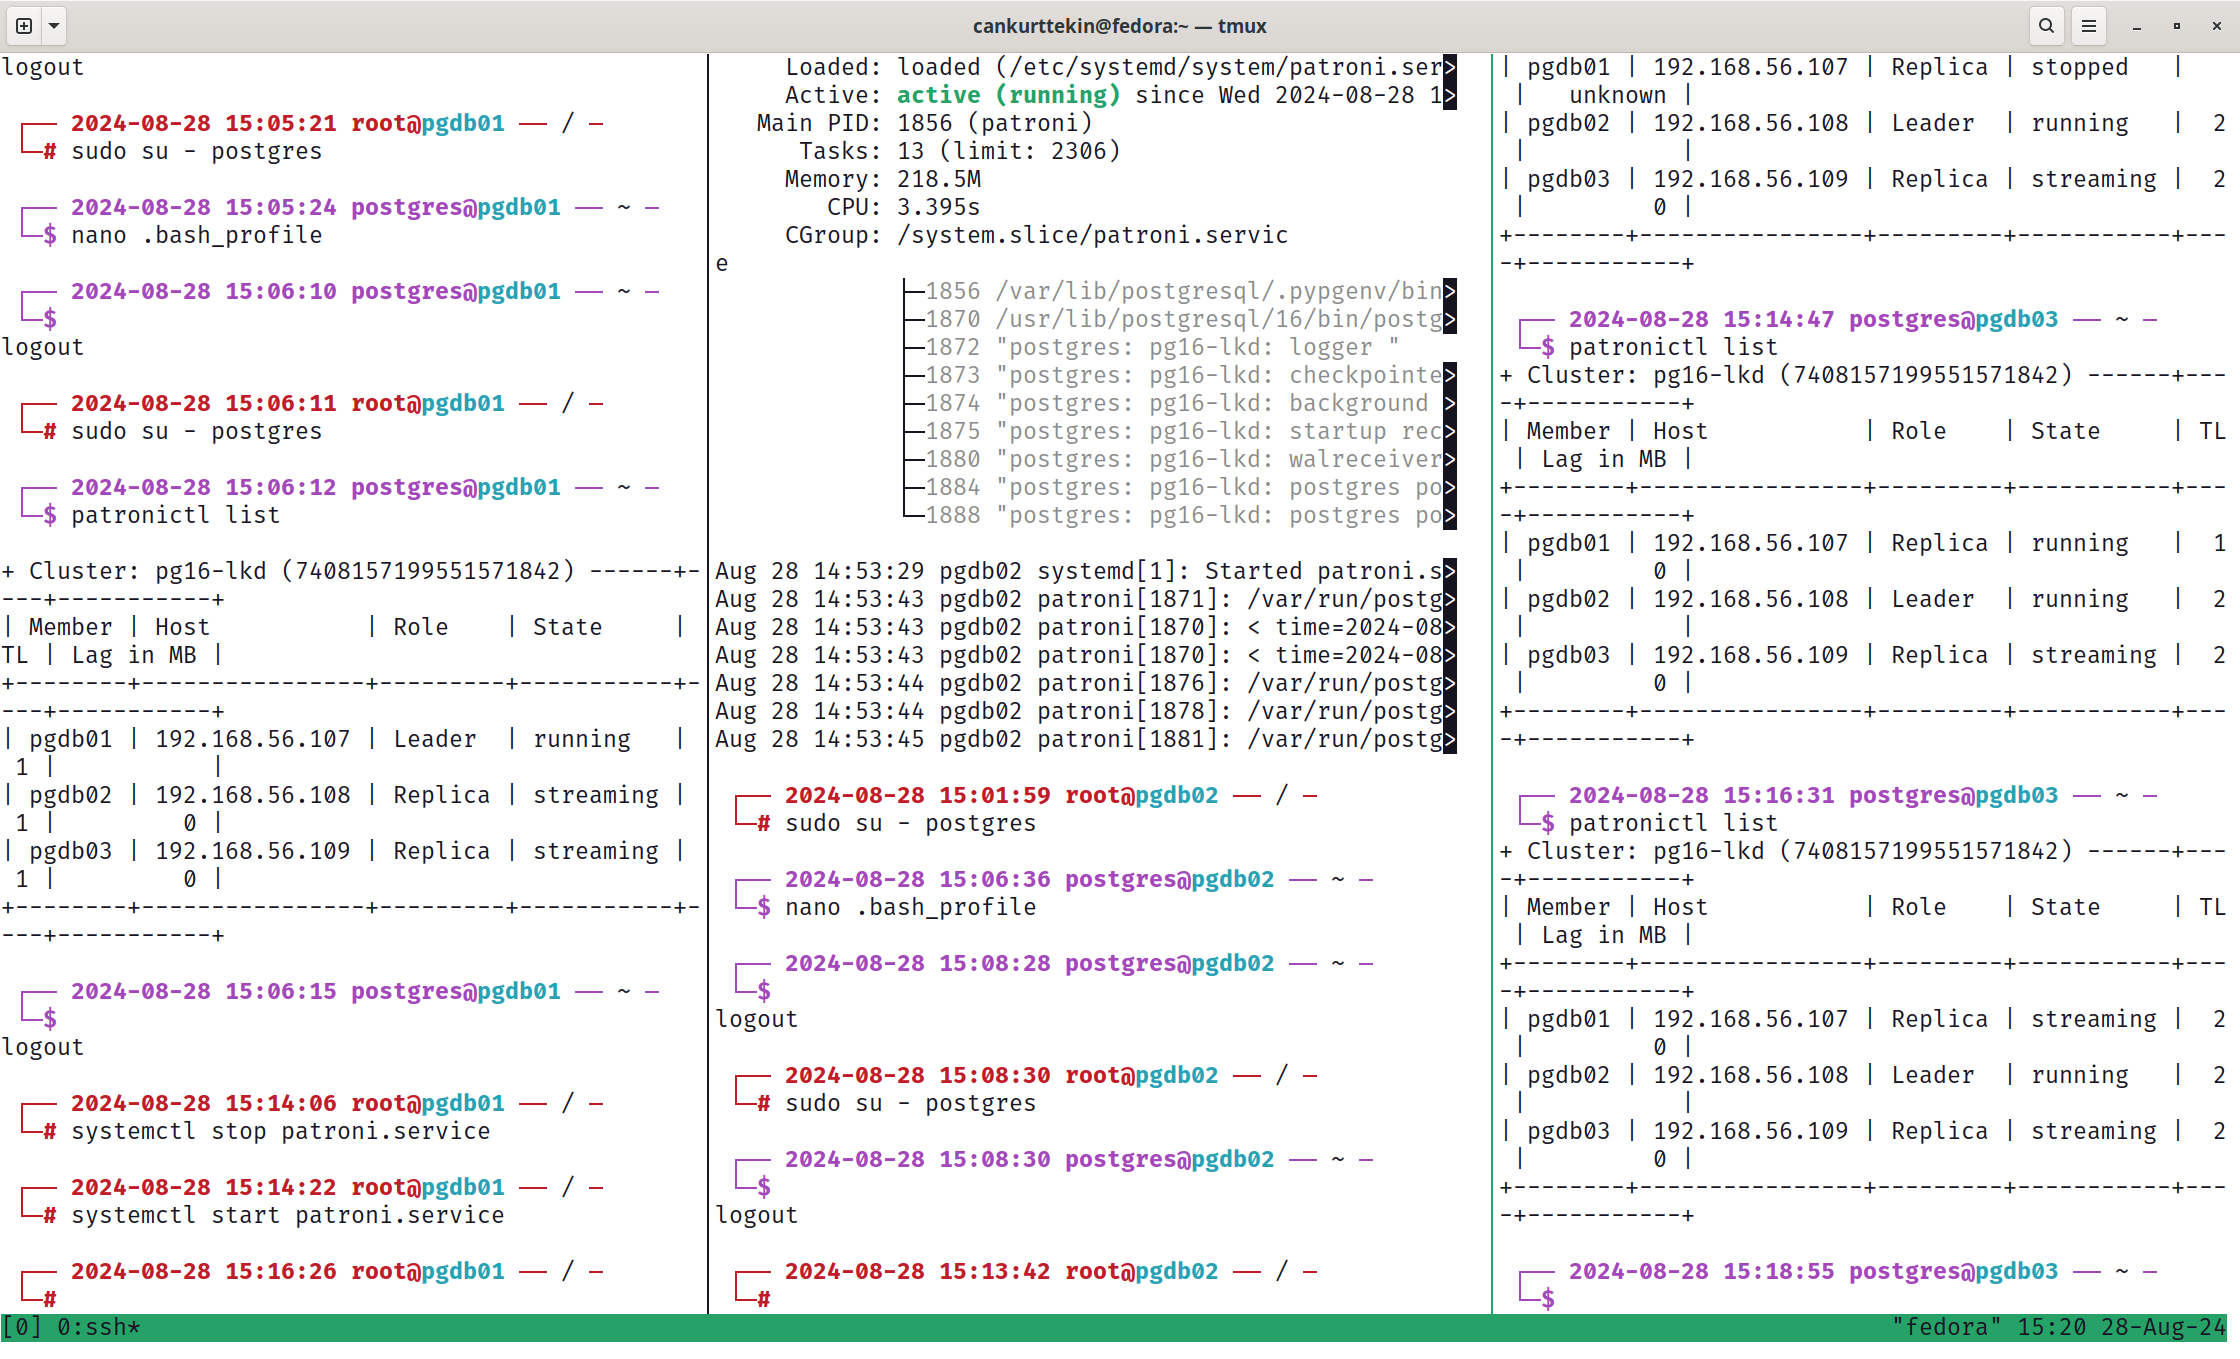 cankurttekin@fedora:~ — tmux
logout
2024-08-28 15:05:21 root@pgdb01 — / –
# sudo su - postgres
2024-08-28 15:05:24 postgres@pgdb01 — ~ –
$ nano .bash_profile
2024-08-28 15:06:10 postgres@pgdb01 — ~ –
$
logout
2024-08-28 15:06:11 root@pgdb01 — / –
# sudo su - postgres
2024-08-28 15:06:12 postgres@pgdb01 — ~ –
$ patronictl list
+ Cluster: pg16-lkd (7408157199551571842) ------+-
---+-----------+
| Member | Host           | Role    | State     |
TL | Lag in MB |
+--------+----------------+---------+-----------+-
---+-----------+
| pgdb01 | 192.168.56.107 | Leader  | running   |
 1 |           |
| pgdb02 | 192.168.56.108 | Replica | streaming |
 1 |         0 |
| pgdb03 | 192.168.56.109 | Replica | streaming |
 1 |         0 |
+--------+----------------+---------+-----------+-
---+-----------+
2024-08-28 15:06:15 postgres@pgdb01 — ~ –
$
logout
2024-08-28 15:14:06 root@pgdb01 — / –
# systemctl stop patroni.service
2024-08-28 15:14:22 root@pgdb01 — / –
# systemctl start patroni.service
2024-08-28 15:16:26 root@pgdb01 — / –
#
Loaded: loaded (/etc/systemd/system/patroni.ser>
Active: active (running) since Wed 2024-08-28 1>
Main PID: 1856 (patroni)
Tasks: 13 (limit: 2306)
Memory: 218.5M
CPU: 3.395s
CGroup: /system.slice/patroni.servic
e
├─1856 /var/lib/postgresql/.pypgenv/bin>
├─1870 /usr/lib/postgresql/16/bin/postg>
├─1872 "postgres: pg16-lkd: logger "
├─1873 "postgres: pg16-lkd: checkpointe>
├─1874 "postgres: pg16-lkd: background >
├─1875 "postgres: pg16-lkd: startup rec>
├─1880 "postgres: pg16-lkd: walreceiver>
├─1884 "postgres: pg16-lkd: postgres po>
└─1888 "postgres: pg16-lkd: postgres po>
Aug 28 14:53:29 pgdb02 systemd[1]: Started patroni.s>
Aug 28 14:53:43 pgdb02 patroni[1871]: /var/run/postg>
Aug 28 14:53:43 pgdb02 patroni[1870]: < time=2024-08>
Aug 28 14:53:43 pgdb02 patroni[1870]: < time=2024-08>
Aug 28 14:53:44 pgdb02 patroni[1876]: /var/run/postg>
Aug 28 14:53:44 pgdb02 patroni[1878]: /var/run/postg>
Aug 28 14:53:45 pgdb02 patroni[1881]: /var/run/postg>
2024-08-28 15:01:59 root@pgdb02 — / –
# sudo su - postgres
2024-08-28 15:06:36 postgres@pgdb02 — ~ –
$ nano .bash_profile
2024-08-28 15:08:28 postgres@pgdb02 — ~ –
$
logout
2024-08-28 15:08:30 root@pgdb02 — / –
# sudo su - postgres
2024-08-28 15:08:30 postgres@pgdb02 — ~ –
$
logout
2024-08-28 15:13:42 root@pgdb02 — / –
#
| pgdb01 | 192.168.56.107 | Replica | stopped   |
 |   unknown |
| pgdb02 | 192.168.56.108 | Leader  | running   |  2
 |           |
| pgdb03 | 192.168.56.109 | Replica | streaming |  2
 |         0 |
+--------+----------------+---------+-----------+---
-+-----------+
2024-08-28 15:14:47 postgres@pgdb03 — ~ –
$ patronictl list
+ Cluster: pg16-lkd (7408157199551571842) ------+---
-+-----------+
| Member | Host           | Role    | State     | TL
 | Lag in MB |
+--------+----------------+---------+-----------+---
-+-----------+
| pgdb01 | 192.168.56.107 | Replica | running   |  1
 |         0 |
| pgdb02 | 192.168.56.108 | Leader  | running   |  2
 |           |
| pgdb03 | 192.168.56.109 | Replica | streaming |  2
 |         0 |
+--------+----------------+---------+-----------+---
-+-----------+
2024-08-28 15:16:31 postgres@pgdb03 — ~ –
$ patronictl list
+ Cluster: pg16-lkd (7408157199551571842) ------+---
-+-----------+
| Member | Host           | Role    | State     | TL
 | Lag in MB |
+--------+----------------+---------+-----------+---
-+-----------+
| pgdb01 | 192.168.56.107 | Replica | streaming |  2
 |         0 |
| pgdb02 | 192.168.56.108 | Leader  | running   |  2
 |           |
| pgdb03 | 192.168.56.109 | Replica | streaming |  2
 |         0 |
+--------+----------------+---------+-----------+---
-+-----------+
2024-08-28 15:18:55 postgres@pgdb03 — ~ –
$
[0] 0:ssh*
"fedora" 15:20 28-Aug-24